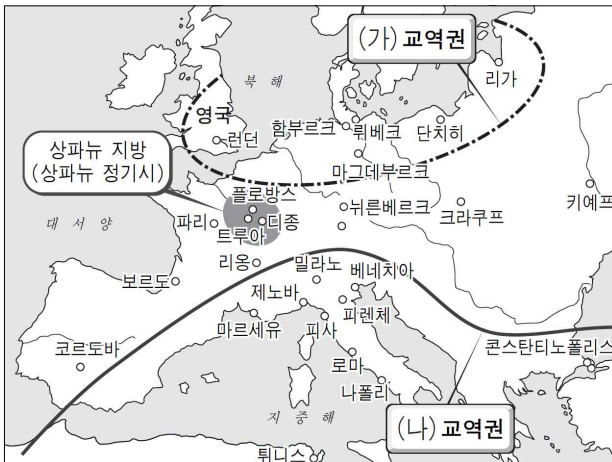 (가) 교역권
북 해
리가
영국
런던
함부르크
뤼베크
단치히
상파뉴 지방
(상파뉴 정기시)
마그데부르크
플로방스
키예프
대 서 양
파리
트루아
디종
뉘른베르크
크라쿠프
리옹
밀라노
베네치아
보르도
제노바
마르세유
피사
피렌체
코르도바
콘스탄티노폴리스
로마
나폴리
지 중 해
(나) 교역권
튀니스